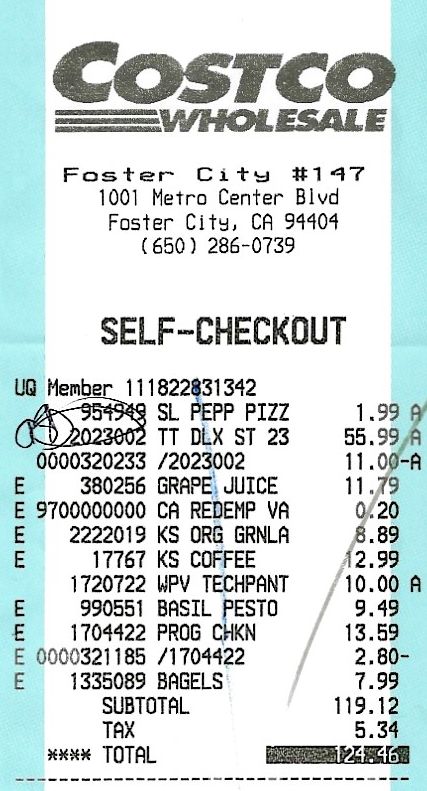 COSTCO
WHOLESALE
Foster City #147
1001 Metro Center Blvd
Foster City, CA 94404
(650) 286-0739
SELF-CHECKOUT
UQ Member 111822831342
954949 SL PEPP PIZZ 1.99 A
2023002 TT DLX ST 23 55.99 A
0000320233 /2023002 11.00-A
E 380256 GRAPE JUICE 11.79
E 9700000000 CA REDEMP VA 0.20
E 2222019 KS ORG GRNLA 8.89
E 17767 KS COFFEE 12.99
1720722 WPV TECHPANT 10.00 A
E 990551 BASIL PESTO 9.49
E 1704422 PROG CHKN 13.59
E 0000321185 /1704422 2.80-
E 1335089 BAGELS 7.99
SUBTOTAL 119.12
TAX 5.34
**** TOTAL 124.46